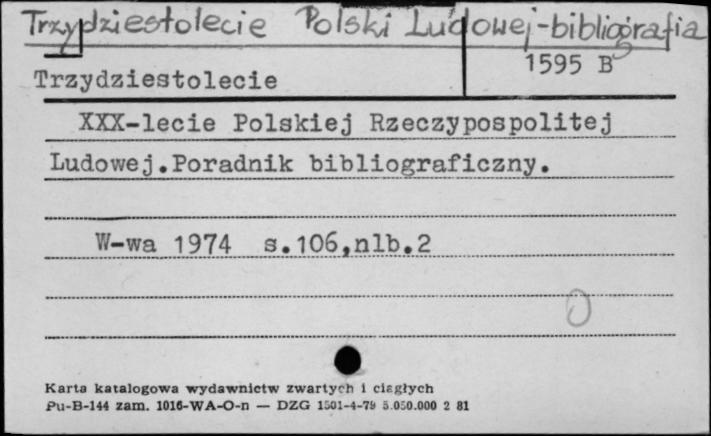 Trzydziestolecie Polski Ludowej - bibliografia
1595 B
Trzydziestolecie
XXX-lecie Polskiej Rzeczypospolitej
Ludowej.Poradnik bibliograficzny.
W-wa 1974 s.106,nlb.2
Karta katalogowa wydawnictw zwartych i ciągłych
Pu-B-144 zam. 1016-WA-O-n — DZG 1501-4-79 5.050.000 2 81